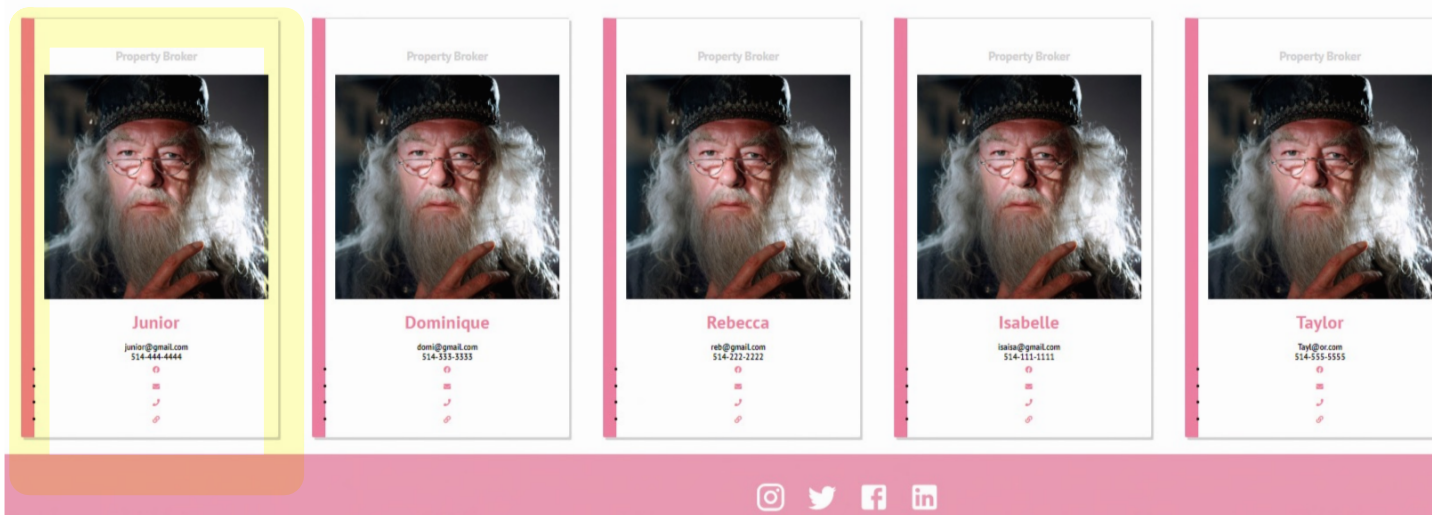 Property Broker
Junior
junior@gmail.com
514-444-4444
Property Broker
Dominique
domi@gmail.com
514-333-3333
Property Broker
Rebecca
reb@gmail.com
514-222-2222
Property Broker
Isabelle
isaisa@gmail.com
514-111-1111
Property Broker
Taylor
Tayl@or.com
514-555-5555